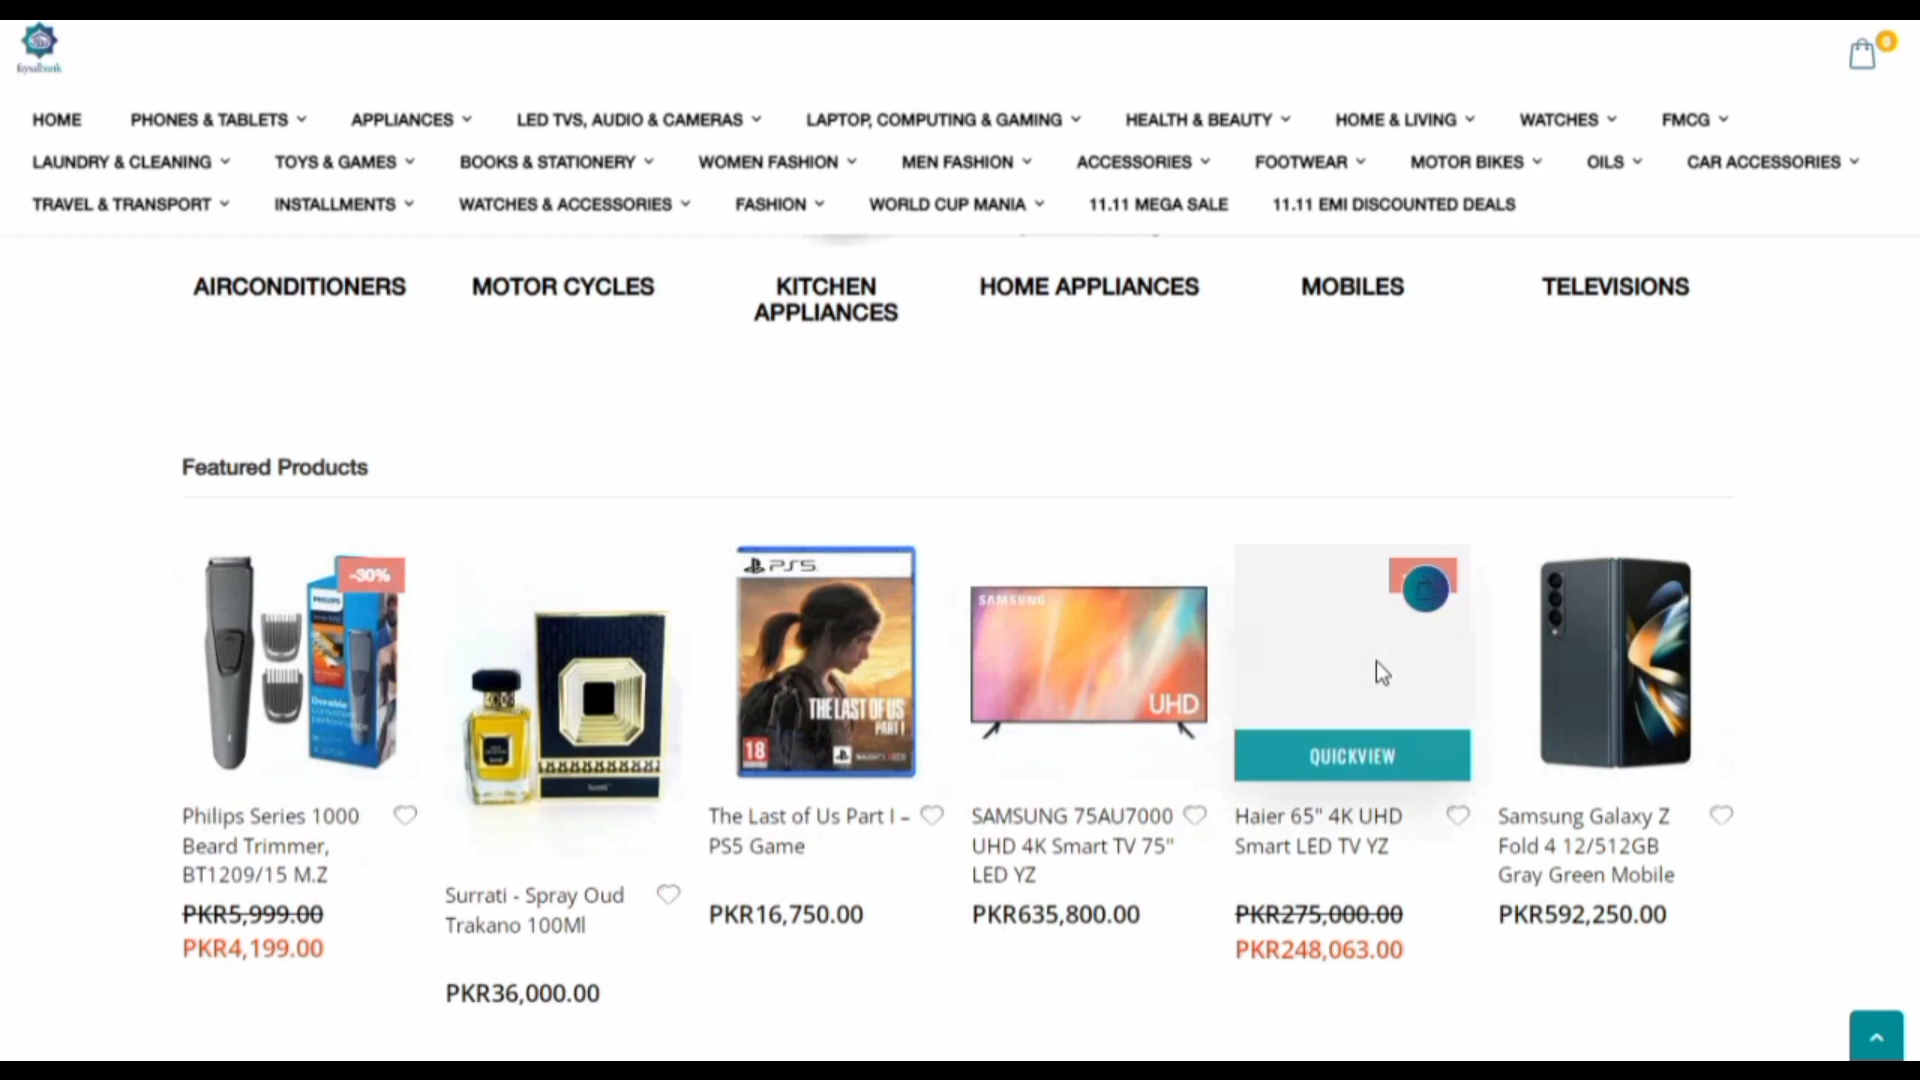 faysalbank
0
HOME PHONES & TABLETS APPLIANCES LED TVS, AUDIO & CAMERAS LAPTOP, COMPUTING & GAMING HEALTH & BEAUTY HOME & LIVING WATCHES FMCG
LAUNDRY & CLEANING TOYS & GAMES BOOKS & STATIONERY WOMEN FASHION MEN FASHION ACCESSORIES FOOTWEAR MOTOR BIKES OILS CAR ACCESSORIES
TRAVEL & TRANSPORT INSTALLMENTS WATCHES & ACCESSORIES FASHION WORLD CUP MANIA 11.11 MEGA SALE 11.11 EMI DISCOUNTED DEALS
AIRCONDITIONERS
MOTOR CYCLES
KITCHEN
APPLIANCES
HOME APPLIANCES
MOBILES
TELEVISIONS
Featured Products
-30%
PHILIPS
Durable
PS5
THE LAST OF US
PART I
18
SAMSUNG
UHD
QUICKVIEW
Philips Series 1000
Beard Trimmer,
BT1209/15 M.Z
PKR5,999.00
PKR4,199.00
Surrati - Spray Oud
Trakano 100Ml
PKR36,000.00
The Last of Us Part I –
PS5 Game
PKR16,750.00
SAMSUNG 75AU7000
UHD 4K Smart TV 75"
LED YZ
PKR635,800.00
Haier 65" 4K UHD
Smart LED TV YZ
PKR275,000.00
PKR248,063.00
Samsung Galaxy Z
Fold 4 12/512GB
Gray Green Mobile
PKR592,250.00